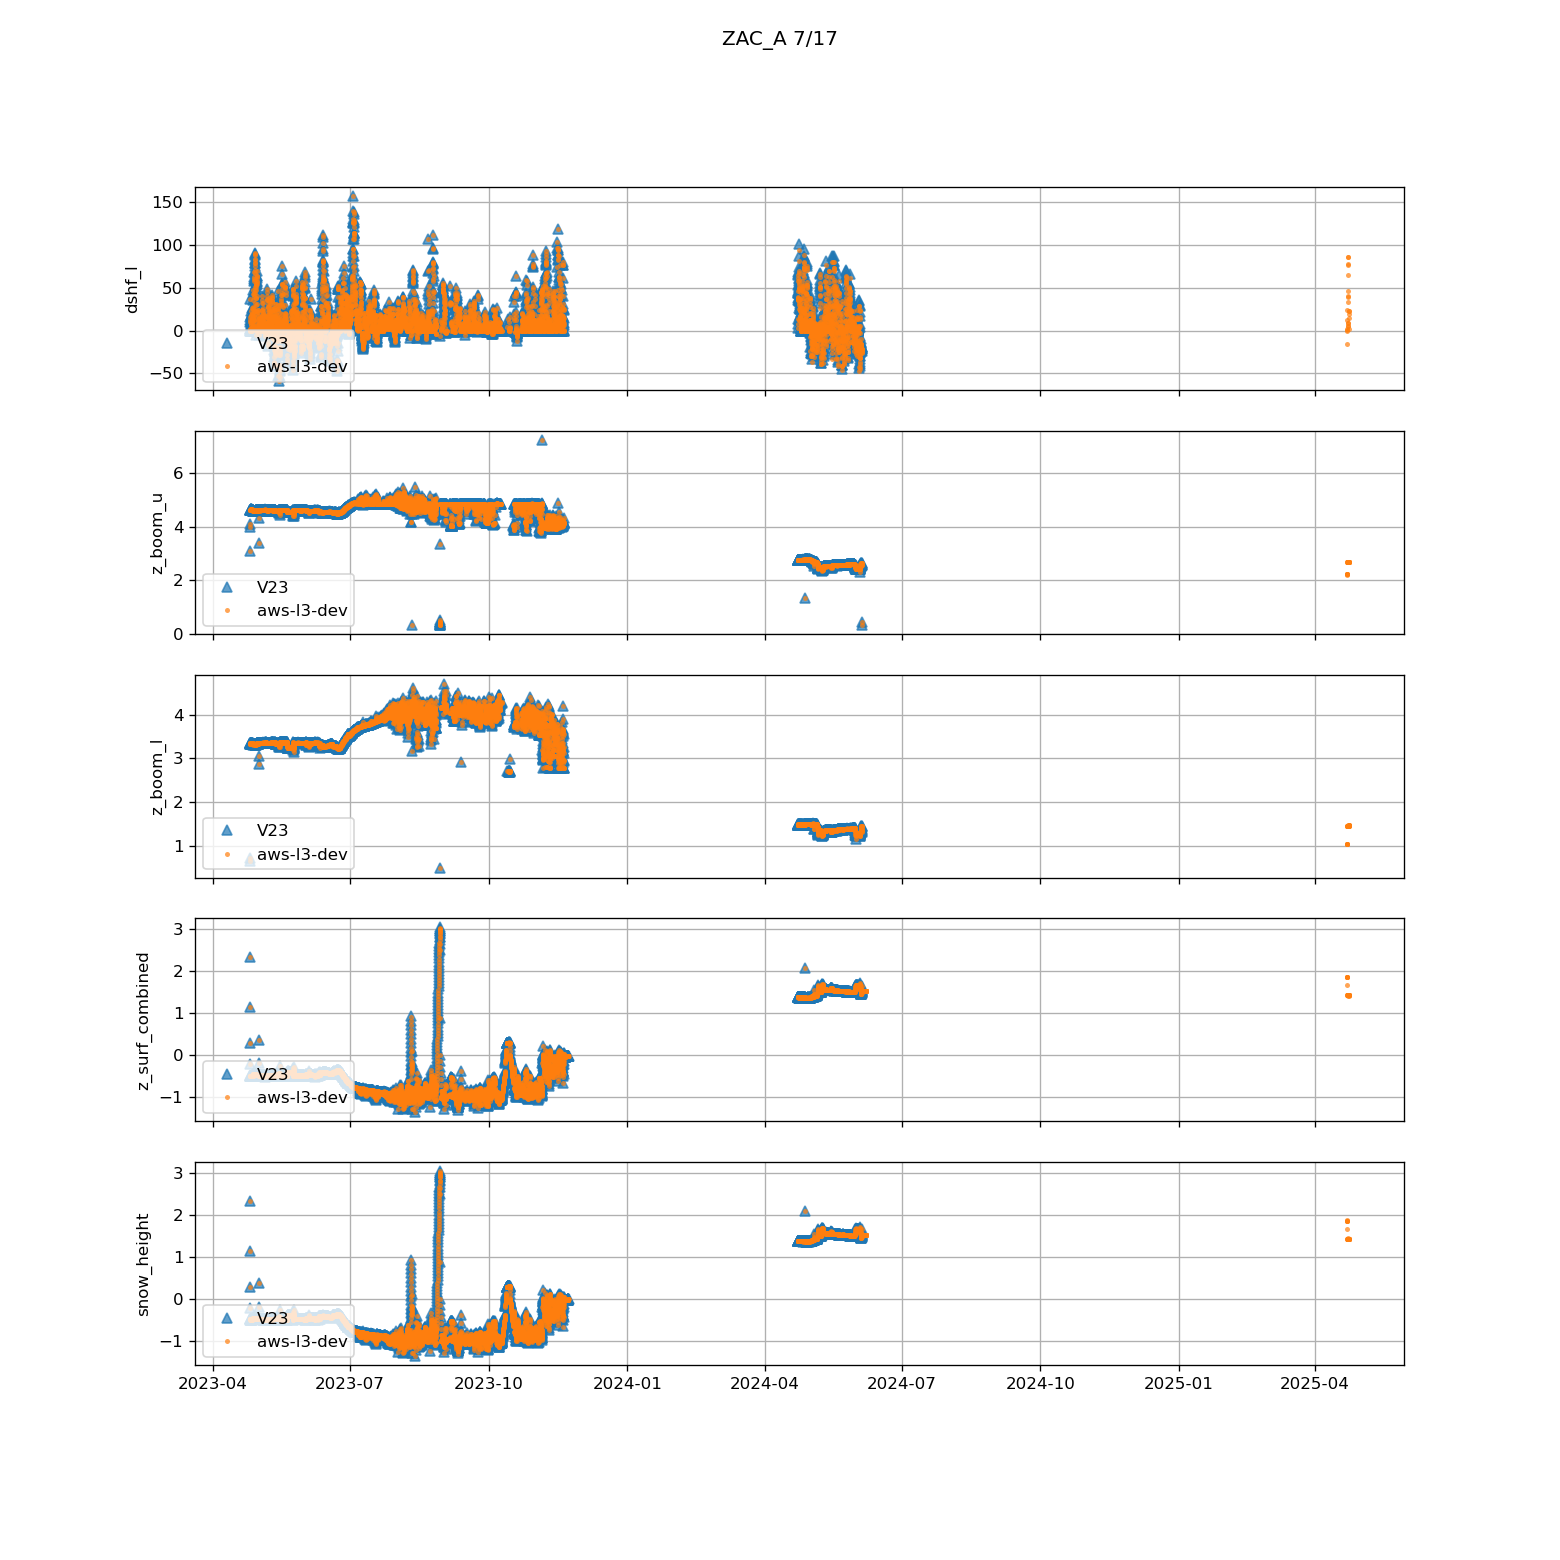 ZAC_A 7/17
dshf_l
150
100
50
0
−50
V23
aws-l3-dev
z_boom_u
6
4
2
0
V23
aws-l3-dev
z_boom_l
4
3
2
1
V23
aws-l3-dev
z_surf_combined
3
2
1
0
−1
V23
aws-l3-dev
snow_height
3
2
1
0
−1
V23
aws-l3-dev
2023-04 2023-07 2023-10 2024-01 2024-04 2024-07 2024-10 2025-01 2025-04